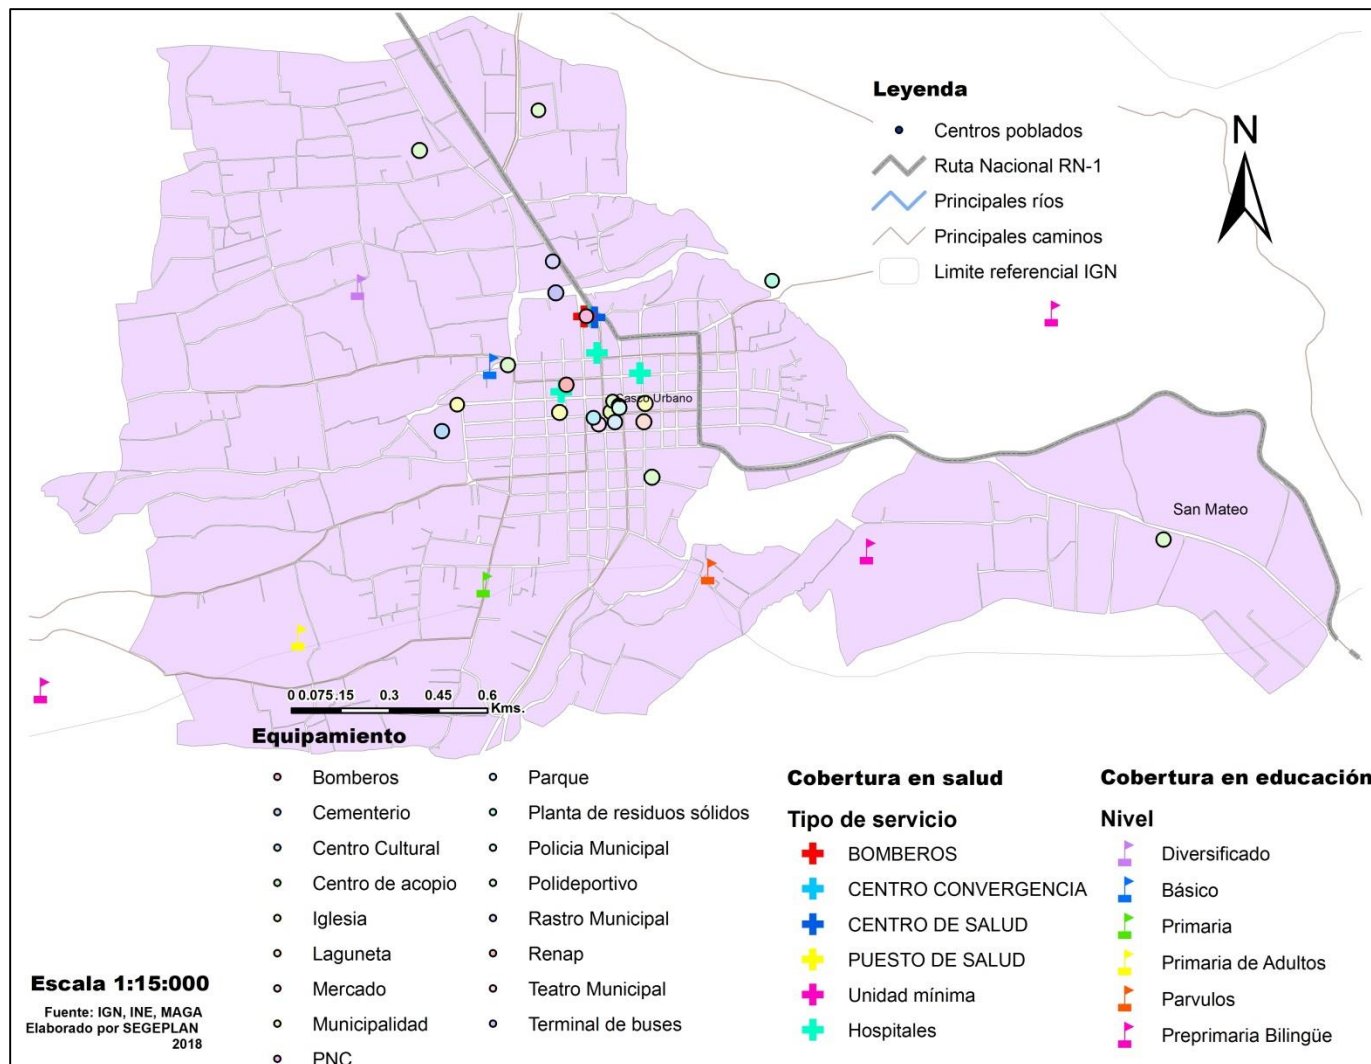 Leyenda
Centros poblados
Ruta Nacional RN-1
Principales ríos
Principales caminos
Limite referencial IGN
N
Casco Urbano
San Mateo
0 0.075.15 0.3 0.45 0.6
Kms.
Equipamiento
Bomberos
Cementerio
Centro Cultural
Centro de acopio
Iglesia
Laguneta
Mercado
Municipalidad
PNC
Parque
Planta de residuos sólidos
Policia Municipal
Polideportivo
Rastro Municipal
Renap
Teatro Municipal
Terminal de buses
Cobertura en salud
Tipo de servicio
BOMBEROS
CENTRO CONVERGENCIA
CENTRO DE SALUD
PUESTO DE SALUD
Unidad mínima
Hospitales
Cobertura en educación
Nivel
Diversificado
Básico
Primaria
Primaria de Adultos
Parvulos
Preprimaria Bilingüe
Escala 1:15:000
Fuente: IGN, INE, MAGA
Elaborado por SEGEPLAN
2018